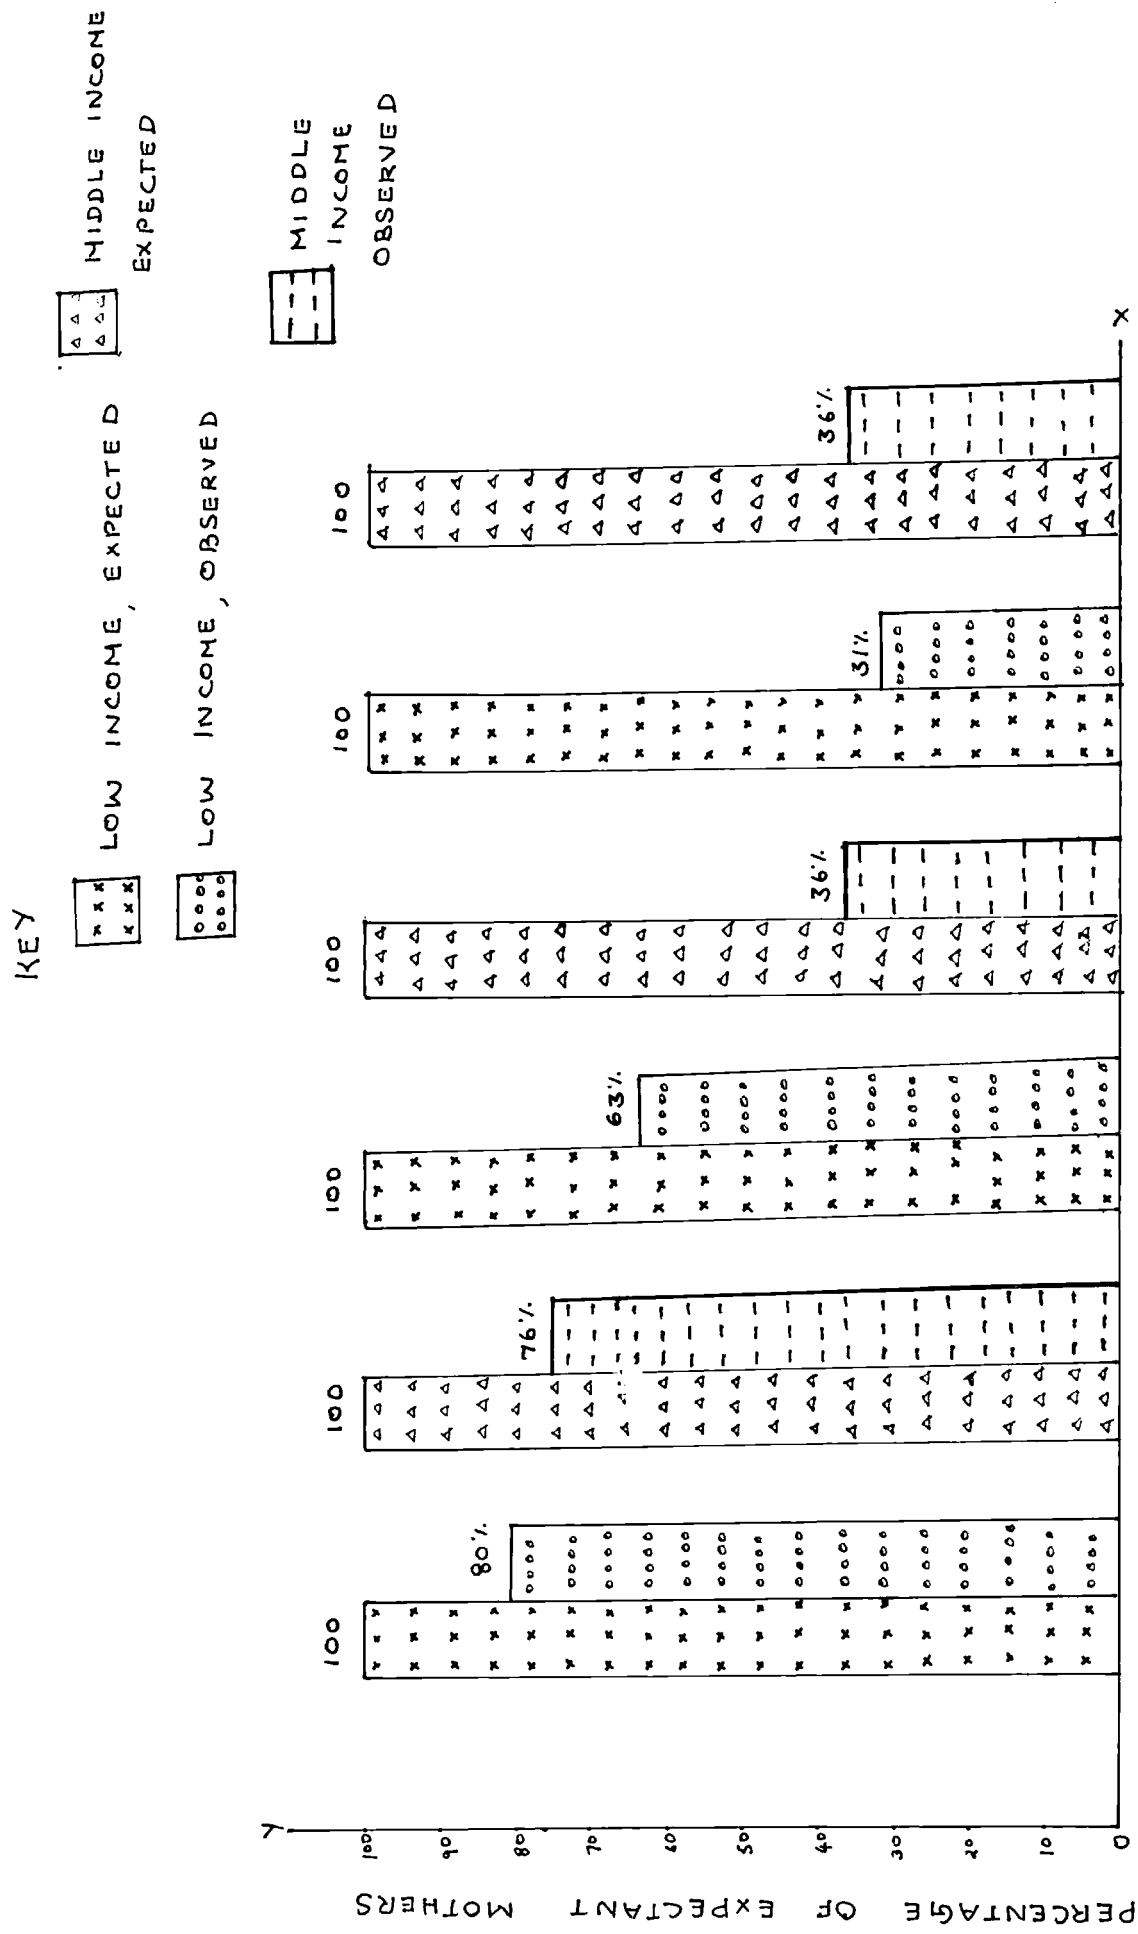 KEY
LOW INCOME, EXPECTED
MIDDLE INCOME
EXPECTED
LOW INCOME, OBSERVED
MIDDLE
INCOME
OBSERVED
Y
100
90
80
70
60
50
40
30
20
10
0
PERCENTAGE OF EXPECTANT MOTHERS
100
80%
100
76%
100
63%
100
36%
100
31%
100
36%
X